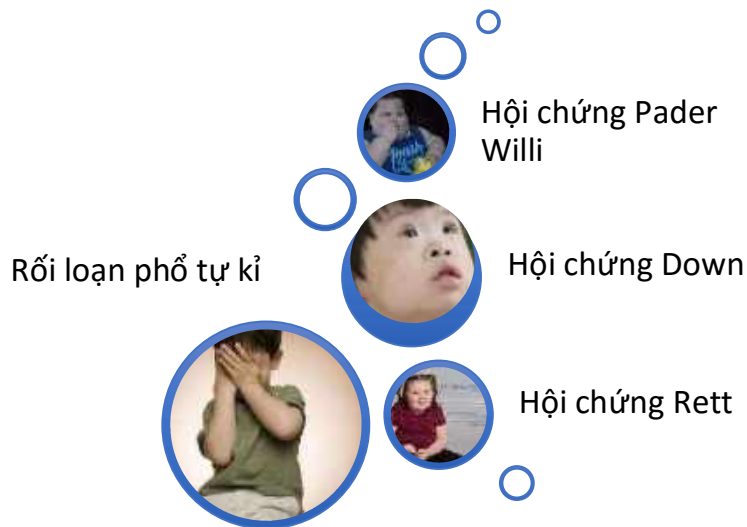 Hội chứng Pader
Willi
Rối loạn phổ tự kỉ
Hội chứng Down
Hội chứng Rett